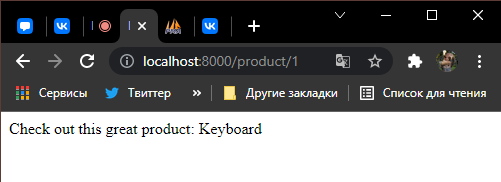 localhost:8000/product/1
Сервисы Твиттер » Другие закладки Список для чтения
Check out this great product: Keyboard